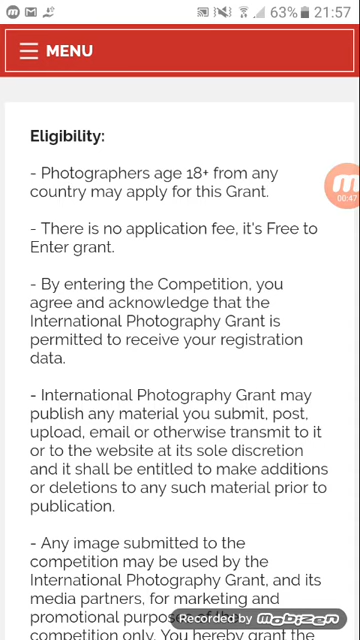 63% 21:57
MENU
00:47
Eligibility:
- Photographers age 18+ from any
country may apply for this Grant.
- There is no application fee, it's Free to
Enter grant.
- By entering the Competition, you
agree and acknowledge that the
International Photography Grant is
permitted to receive your registration
data.
- International Photography Grant may
publish any material you submit, post,
upload, email or otherwise transmit to it
or to the website at its sole discretion
and it shall be entitled to make additions
or deletions to any such material prior to
publication.
- Any image submitted to the
competition may be used by the
International Photography Grant, and its
media partners, for marketing and
promotional purposes of the
Recorded by Mobizen
competition only. You hereby grant the